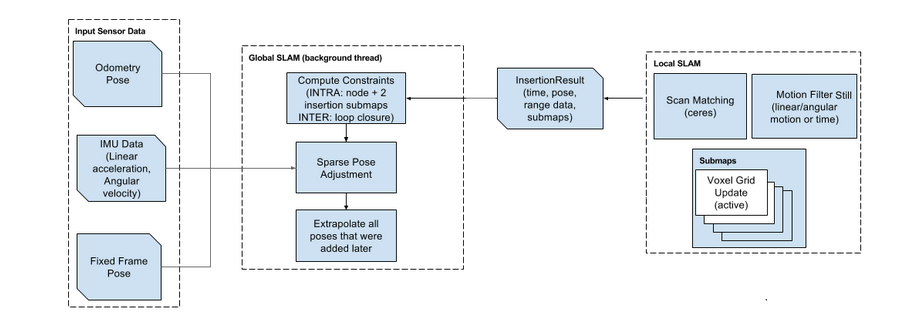 Input Sensor Data
Odometry
Pose
IMU Data
(Linear
acceleration,
Angular
velocity)
Fixed Frame
Pose
Global SLAM (background thread)
Compute Constraints
(INTRA: node + 2
insertion submaps
INTER: loop closure)
Sparse Pose
Adjustment
Extrapolate all
poses that were
added later
InsertionResult
(time, pose,
range data,
submaps)
Local SLAM
Scan Matching
(ceres)
Motion Filter Still
(linear/angular
motion or time)
Submaps
Voxel Grid
Update
(active)